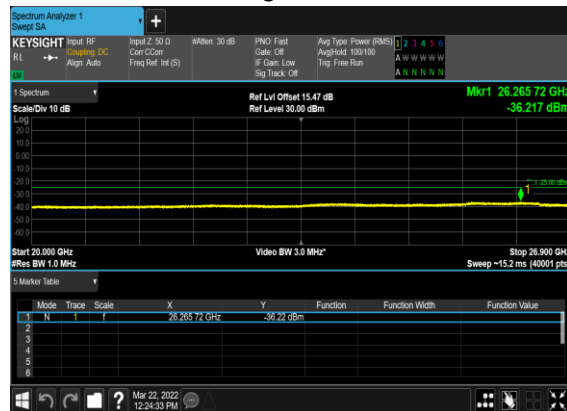 Spectrum Analyzer 1
Swept SA
+
KEYSIGHT Input: RF Input Z: 50 Ω #Atten: 30 dB PNO: Fast Avg Type: Power (RMS) 1 2 3 4 5 6
RL Coupling: DC Corr CCorr Gate: Off Avg|Hold: 100/100 A W W W W W
Align: Auto Freq Ref: Int (S) IF Gain: Low Trig: Free Run
Sig Track: Off A N N N N N
1 Spectrum Ref Lvl Offset 15.47 dB Mkr1 26.265 72 GHz
Scale/Div 10 dB Ref Level 30.00 dBm -36.217 dBm
Log
20.0
10.0
0.00
-10.0
-20.0
-25.00 dBm
1
-30.0
-40.0
-50.0
-60.0
Start 20.000 GHz Video BW 3.0 MHz* Stop 26.900 GHz
#Res BW 1.0 MHz Sweep ~15.2 ms (40001 pts)
5 Marker Table
Mode Trace Scale X Y Function Function Width Function Value
1 N 1 f 26.265 72 GHz -36.22 dBm
2
3
4
5
6
? Mar 22, 2022
12:24:33 PM